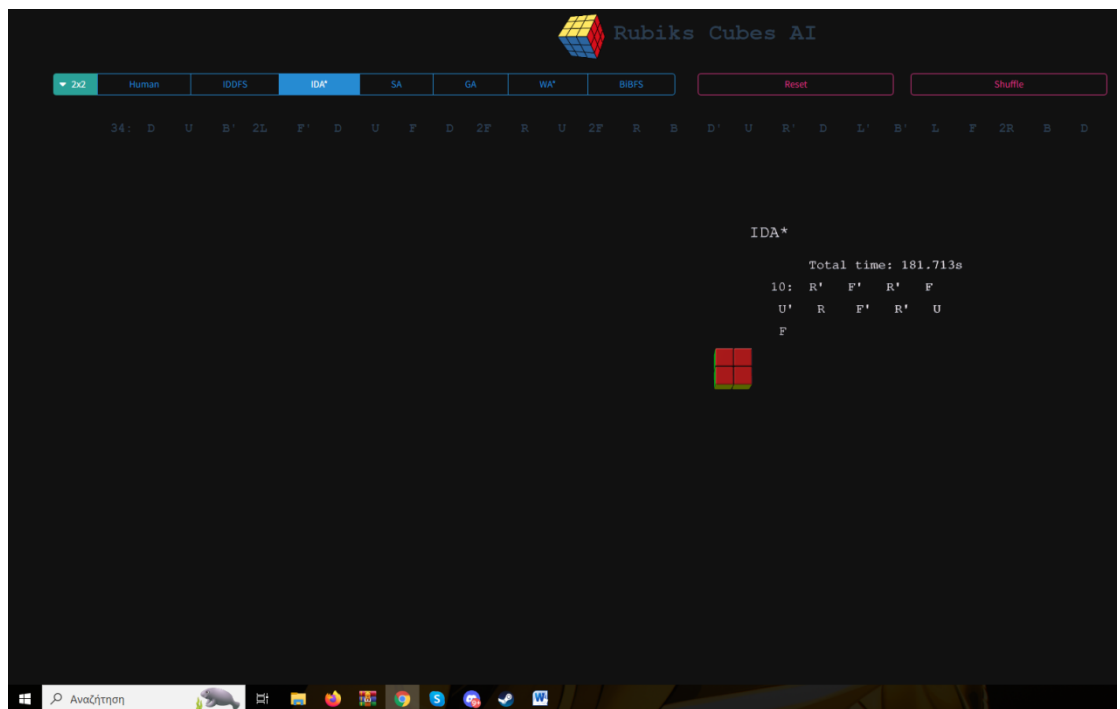 Rubiks Cubes AI
2x2 Human IDDFS IDA* SA GA WA* BiBFS Reset Shuffle
34: D U B' 2L F' D U F D 2F R U 2F R B D' U R' D L' B' L F 2R B D
IDA*
Total time: 181.713s
10: R' F' R' F
U' R F' R' U
F
Αναζήτηση